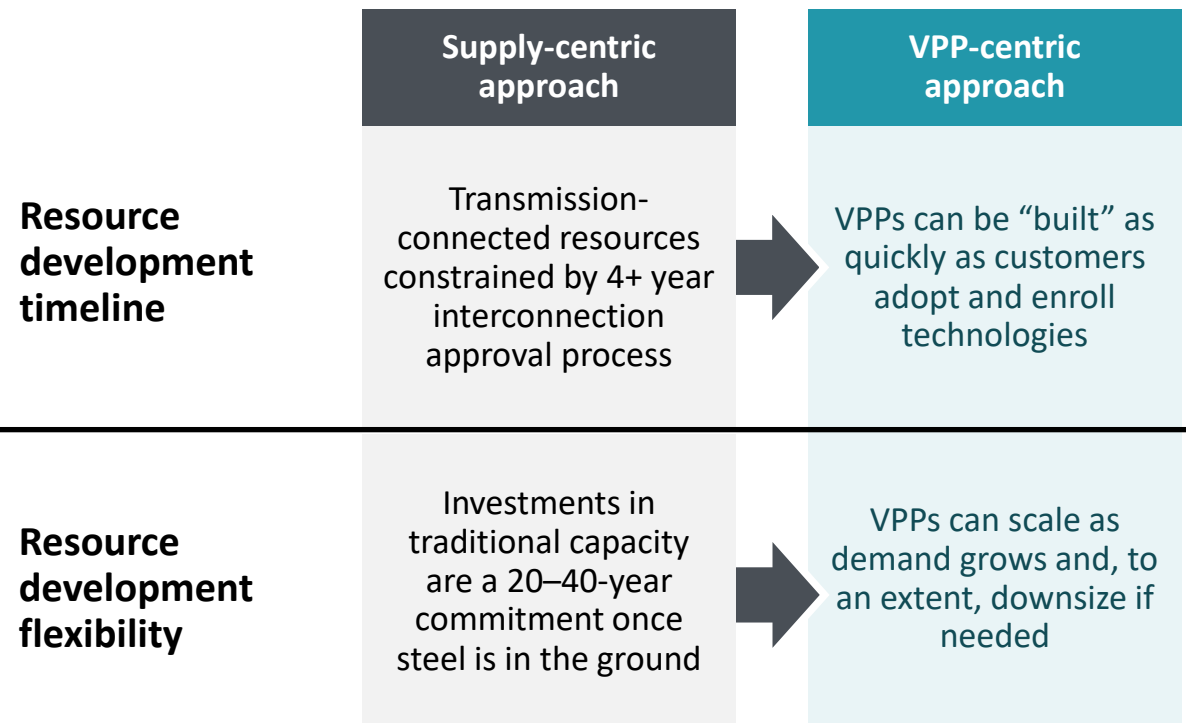 Supply-centric
approach
VPP-centric
approach
Resource
development
timeline
Transmission-
connected resources
constrained by 4+ year
interconnection
approval process
VPPs can be “built” as
quickly as customers
adopt and enroll
technologies
Resource
development
flexibility
Investments in
traditional capacity
are a 20–40-year
commitment once
steel is in the ground
VPPs can scale as
demand grows and, to
an extent, downsize if
needed